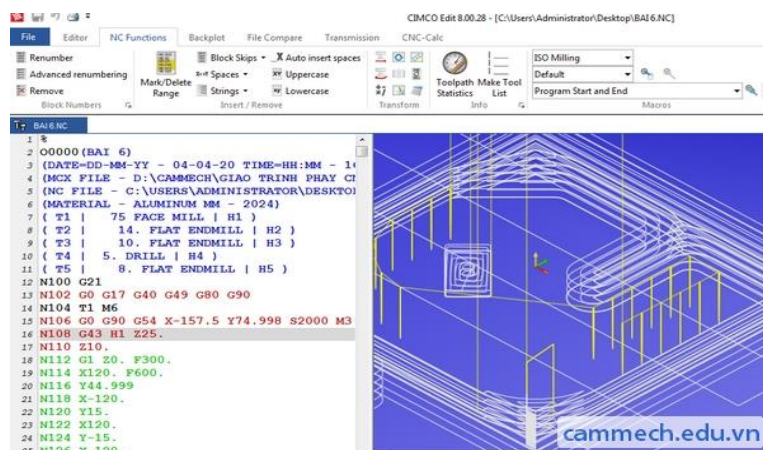 CIMCO Edit 8.00.28 - [C:\Users\Administrator\Desktop\BAI 6.NC]
File Editor NC Functions Backplot File Compare Transmission CNC-Calc
Renumber
Advanced renumbering
Remove
Block Numbers
Mark/Delete Range
Block Skips
Spaces
Strings
X Auto insert spaces
Uppercase
Lowercase
Insert / Remove
Transform
Toolpath Statistics
Make Tool List
Info
ISO Milling
Default
Program Start and End
Macros
BAI 6.NC
1 %
2 O0000(BAI 6)
3 (DATE=DD-MM-YY - 04-04-20 TIME=HH:MM - 1
4 (MCX FILE - D:\CAMMECH\GIAO TRINH PHAY C
5 (NC FILE - C:\USERS\ADMINISTRATOR\DESKTO
6 (MATERIAL - ALUMINUM MM - 2024)
7 ( T1 | 75 FACE MILL | H1 )
8 ( T2 | 14. FLAT ENDMILL | H2 )
9 ( T3 | 10. FLAT ENDMILL | H3 )
10 ( T4 | 5. DRILL | H4 )
11 ( T5 | 8. FLAT ENDMILL | H5 )
12 N100 G21
13 N102 G0 G17 G40 G49 G80 G90
14 N104 T1 M6
15 N106 G0 G90 G54 X-157.5 Y74.998 S2000 M3
16 N108 G43 H1 Z25.
17 N110 Z10.
18 N112 G1 Z0. F300.
19 N114 X120. F600.
20 N116 Y44.999
21 N118 X-120.
22 N120 Y15.
23 N122 X120.
24 N124 Y-15.
25 N126 X-120.
cammech.edu.vn